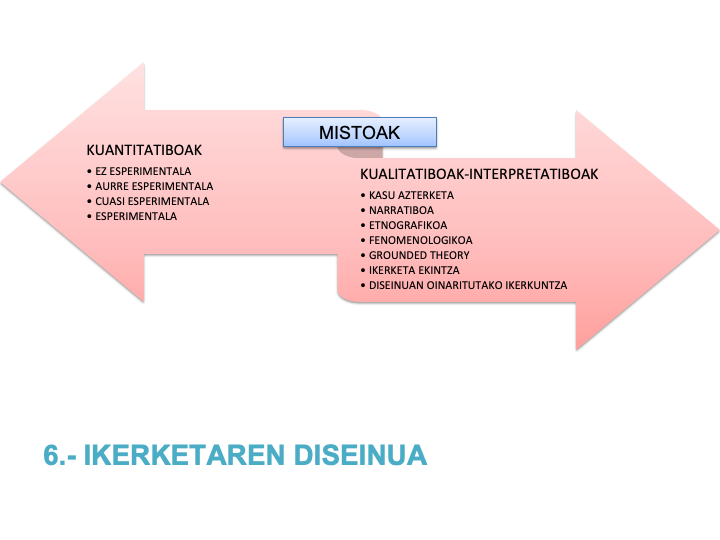 MISTOAK
KUANTITATIBOAK
• EZ ESPERIMENTALA
• AURRE ESPERIMENTALA
• CUASI ESPERIMENTALA
• ESPERIMENTALA
KUALITATIBOAK-INTERPRETATIBOAK
• KASU AZTERKETA
• NARRATIBOA
• ETNOGRAFIKOA
• FENOMENOLOGIKOA
• GROUNDED THEORY
• IKERKETA EKINTZA
• DISEINUAN OINARITUTAKO IKERKUNTZA
6.- IKERKETAREN DISEINUA